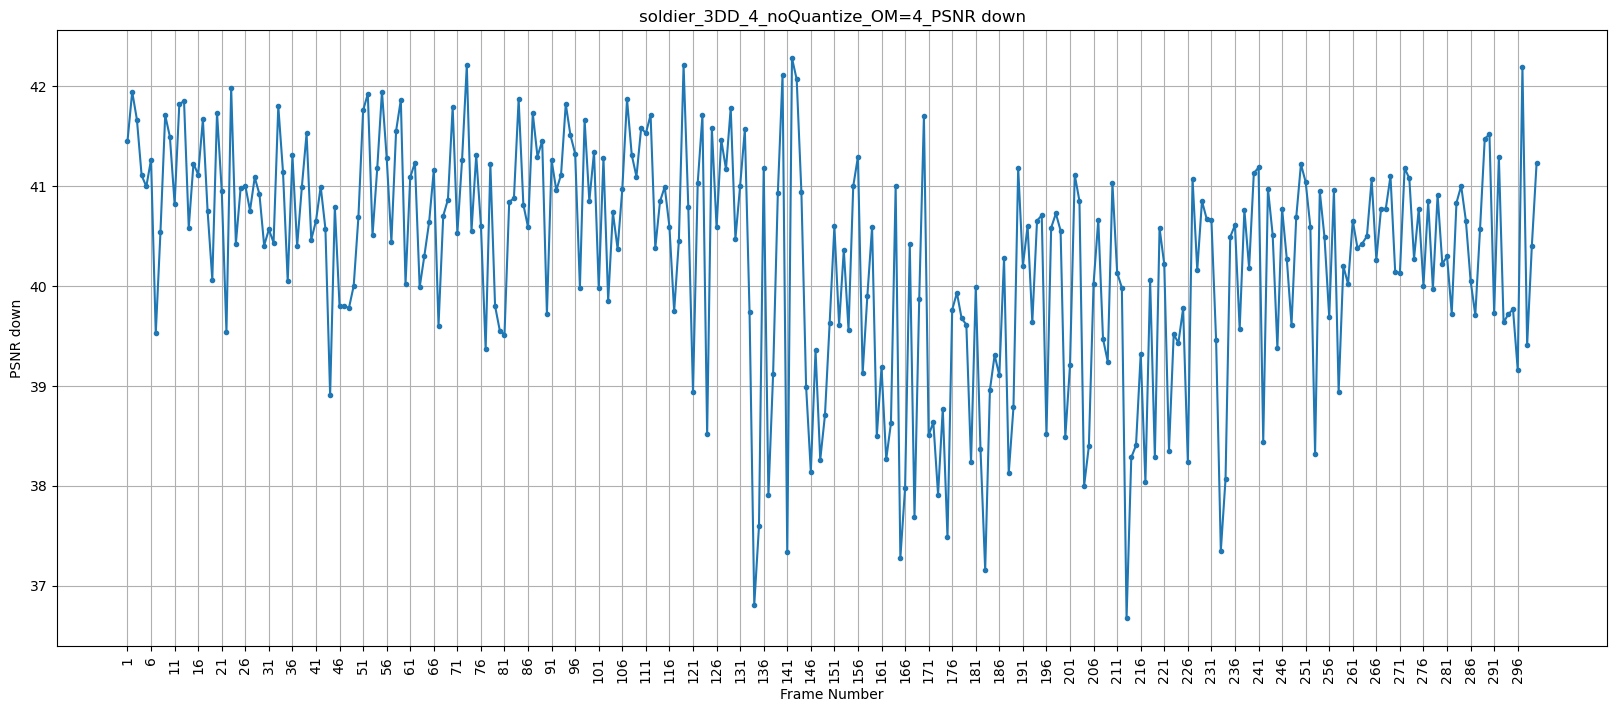 soldier_3DD_4_noQuantize_OM=4_PSNR down
PSNR down
42
41
40
39
38
37
1 6 11 16 21 26 31 36 41 46 51 56 61 66 71 76 81 86 91 96 101 106 111 116 121 126 131 136 141 146 151 156 161 166 171 176 181 186 191 196 201 206 211 216 221 226 231 236 241 246 251 256 261 266 271 276 281 286 291 296
Frame Number